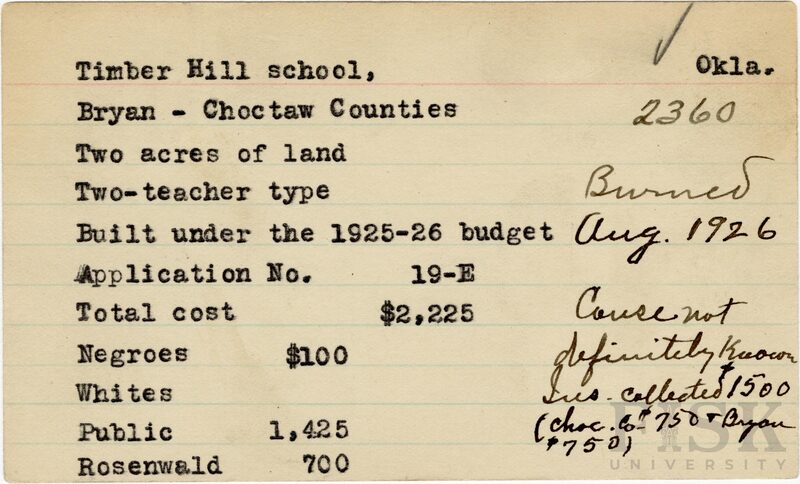 Timber Hill school, Okla.
Bryan - Choctaw Counties 2360
Two acres of land
Two-teacher type Burned
Built under the 1925-26 budget Aug. 1926
Application No. 19-E
Total cost $2,225 Cause not
Negroes $100 definitely Known
Whites Ins. collected $1500
Public 1,425 (Choc. Co $750 + Bryan
Rosenwald 700 $750)
FISK
UNIVERSITY